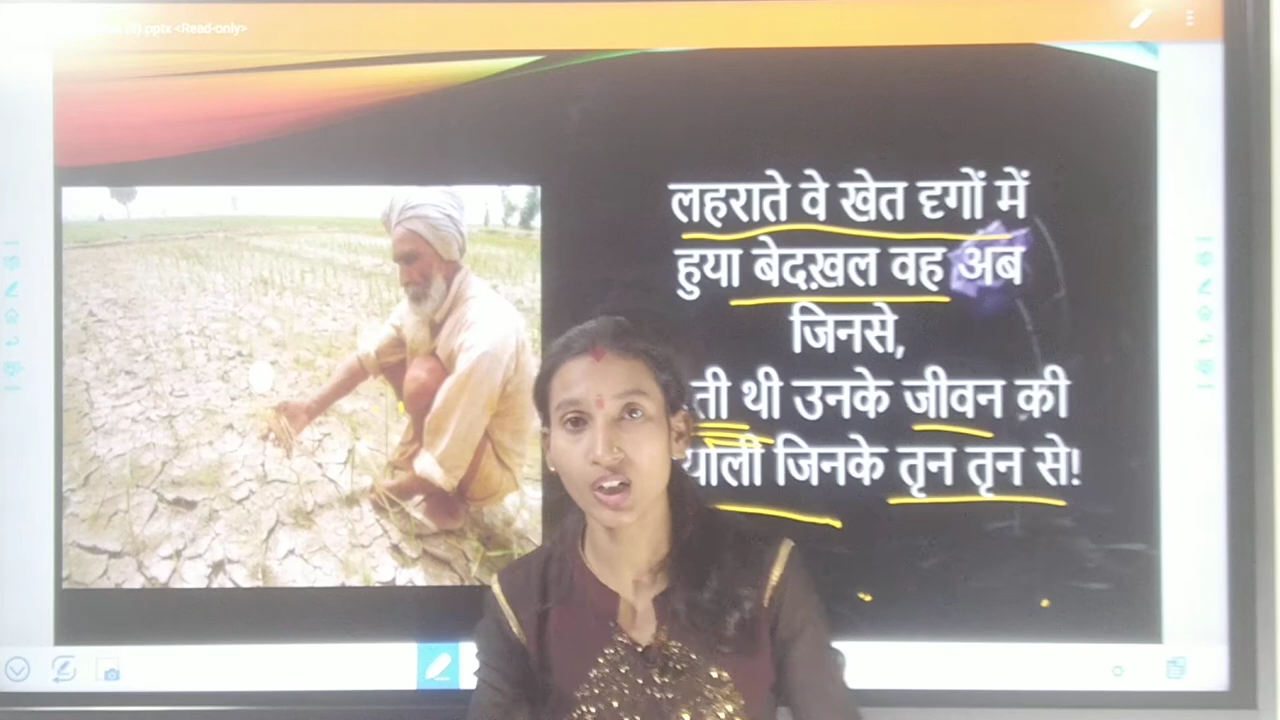 .pptx <Read-only>
लहराते वे खेत दृगों में
हुया बेदख़ल वह अब
जिनसे,
ती थी उनके जीवन की
याली जिनके तृन तृन से!